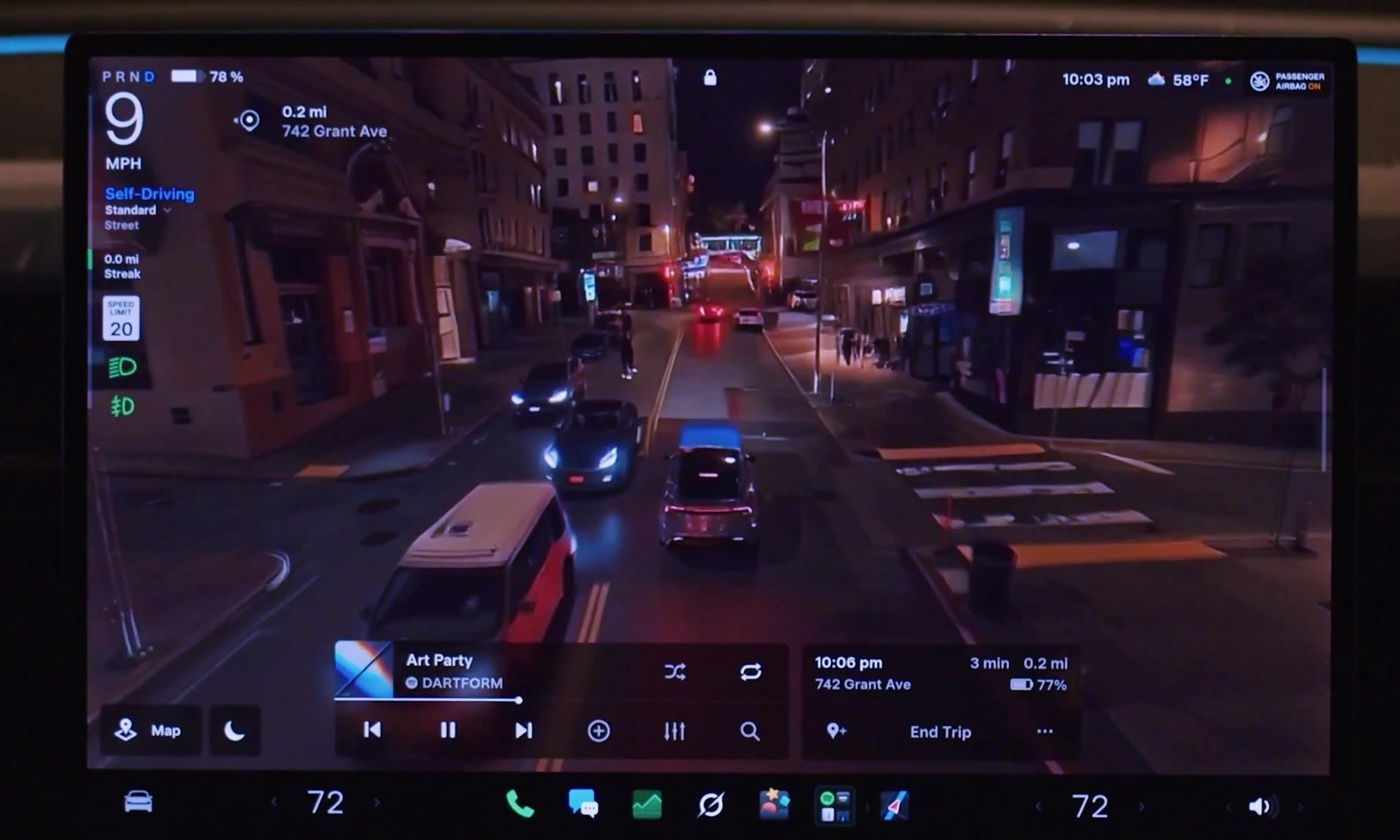 P R N D
78 %
10:03 pm
58°F
PASSENGER
AIRBAG ON
9
MPH
0.2 mi
742 Grant Ave
Self-Driving
Standard
Street
0.0 mi
Streak
SPEED
LIMIT
20
Art Party
DARTFORM
10:06 pm
3 min 0.2 mi
742 Grant Ave
77%
Map
End Trip
72
72